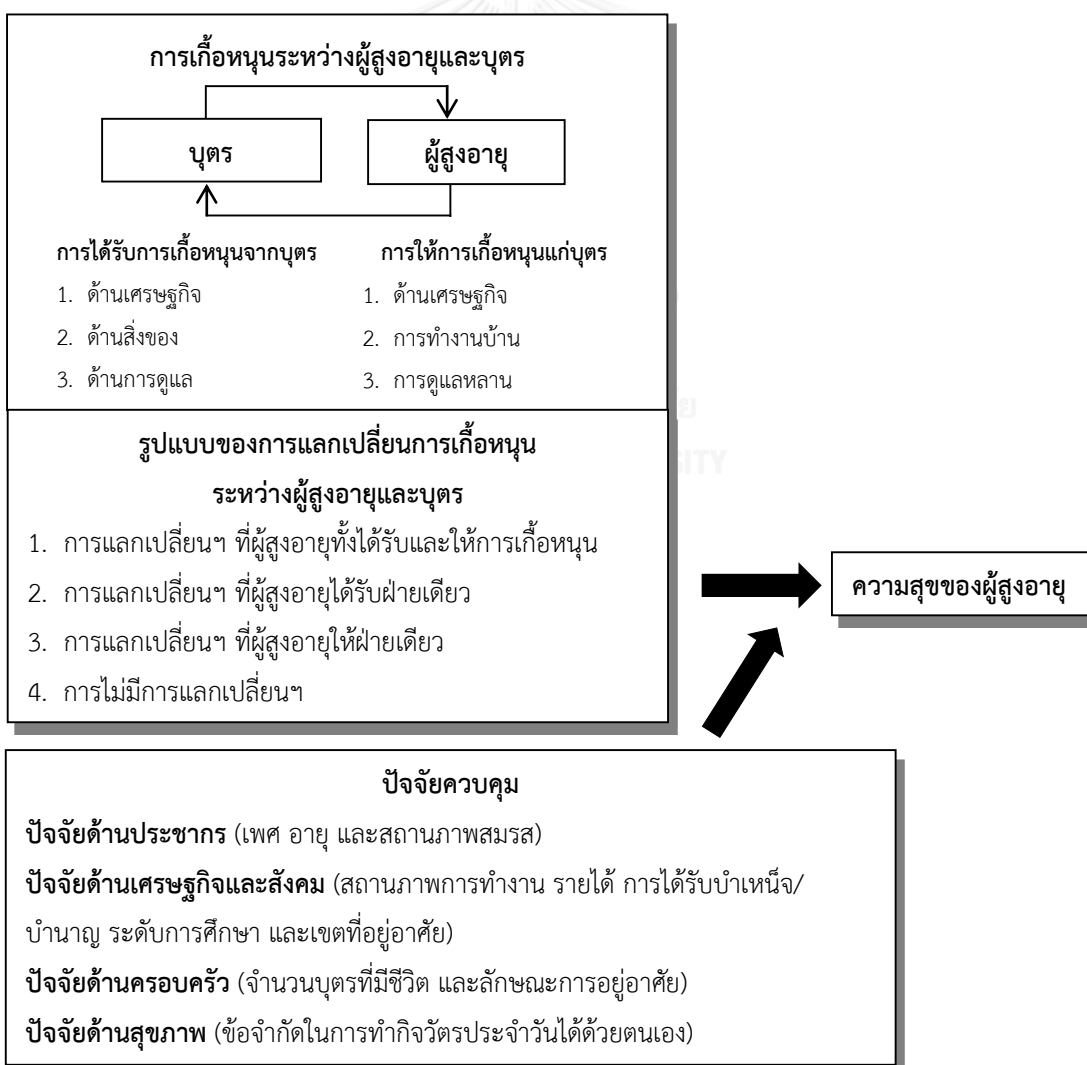 การเกื้อหนุนระหว่างผู้สูงอายุและบุตร
บุตร
ผู้สูงอายุ
การได้รับการเกื้อหนุนจากบุตร
1. ด้านเศรษฐกิจ
2. ด้านสิ่งของ
3. ด้านการดูแล
การให้การเกื้อหนุนแก่บุตร
1. ด้านเศรษฐกิจ
2. การทำงานบ้าน
3. การดูแลหลาน
รูปแบบของการแลกเปลี่ยนการเกื้อหนุน
ระหว่างผู้สูงอายุและบุตร
1. การแลกเปลี่ยนฯ ที่ผู้สูงอายุทั้งได้รับและให้การเกื้อหนุน
2. การแลกเปลี่ยนฯ ที่ผู้สูงอายุได้รับฝ่ายเดียว
3. การแลกเปลี่ยนฯ ที่ผู้สูงอายุให้ฝ่ายเดียว
4. การไม่มีการแลกเปลี่ยนฯ
ความสุขของผู้สูงอายุ
ปัจจัยควบคุม
ปัจจัยด้านประชากร (เพศ อายุ และสถานภาพสมรส)
ปัจจัยด้านเศรษฐกิจและสังคม (สถานภาพการทำงาน รายได้ การได้รับบำเหน็จ/
บำนาญ ระดับการศึกษา และเขตที่อยู่อาศัย)
ปัจจัยด้านครอบครัว (จำนวนบุตรที่มีชีวิต และลักษณะการอยู่อาศัย)
ปัจจัยด้านสุขภาพ (ข้อจำกัดในการทำกิจวัตรประจำวันได้ด้วยตนเอง)